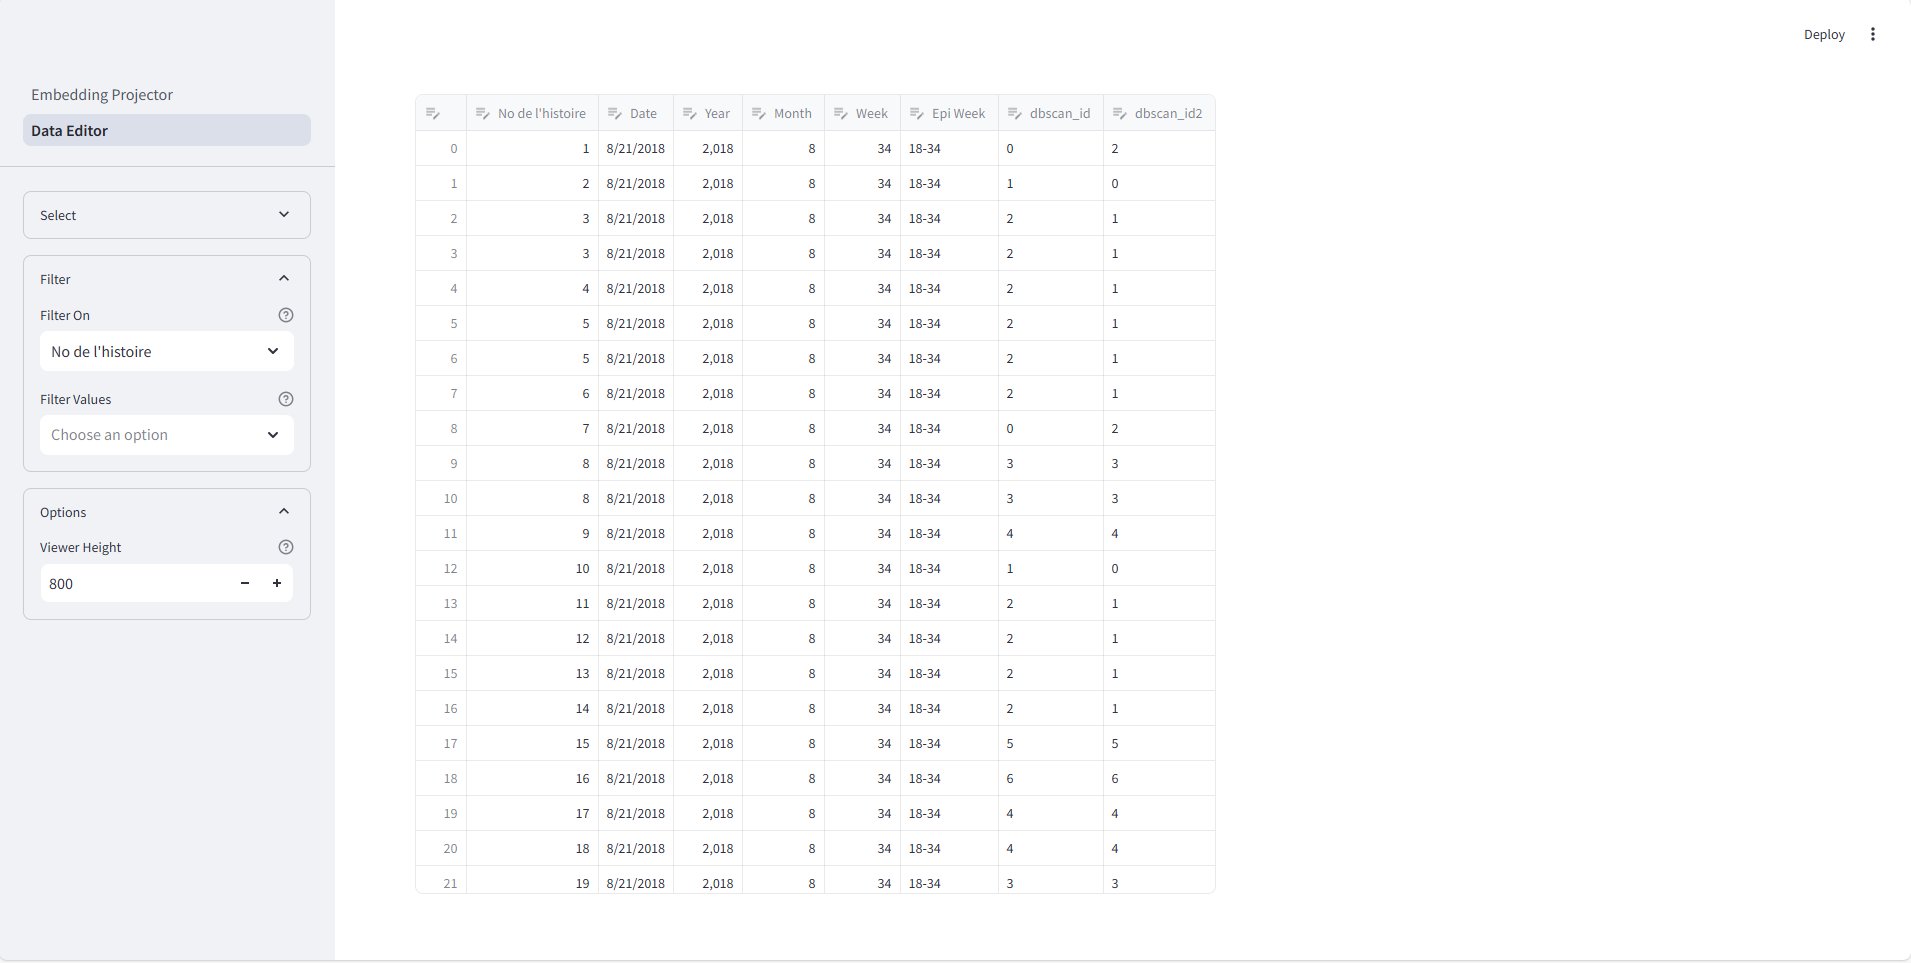 Deploy
Embedding Projector
Data Editor
Select
Filter
Filter On
No de l'histoire
Filter Values
Choose an option
Options
Viewer Height
800
No de l'histoire Date Year Month Week Epi Week dbscan_id dbscan_id2
0 1 8/21/2018 2,018 8 34 18-34 0 2
1 2 8/21/2018 2,018 8 34 18-34 1 0
2 3 8/21/2018 2,018 8 34 18-34 2 1
3 3 8/21/2018 2,018 8 34 18-34 2 1
4 4 8/21/2018 2,018 8 34 18-34 2 1
5 5 8/21/2018 2,018 8 34 18-34 2 1
6 5 8/21/2018 2,018 8 34 18-34 2 1
7 6 8/21/2018 2,018 8 34 18-34 2 1
8 7 8/21/2018 2,018 8 34 18-34 0 2
9 8 8/21/2018 2,018 8 34 18-34 3 3
10 8 8/21/2018 2,018 8 34 18-34 3 3
11 9 8/21/2018 2,018 8 34 18-34 4 4
12 10 8/21/2018 2,018 8 34 18-34 1 0
13 11 8/21/2018 2,018 8 34 18-34 2 1
14 12 8/21/2018 2,018 8 34 18-34 2 1
15 13 8/21/2018 2,018 8 34 18-34 2 1
16 14 8/21/2018 2,018 8 34 18-34 2 1
17 15 8/21/2018 2,018 8 34 18-34 5 5
18 16 8/21/2018 2,018 8 34 18-34 6 6
19 17 8/21/2018 2,018 8 34 18-34 4 4
20 18 8/21/2018 2,018 8 34 18-34 4 4
21 19 8/21/2018 2,018 8 34 18-34 3 3